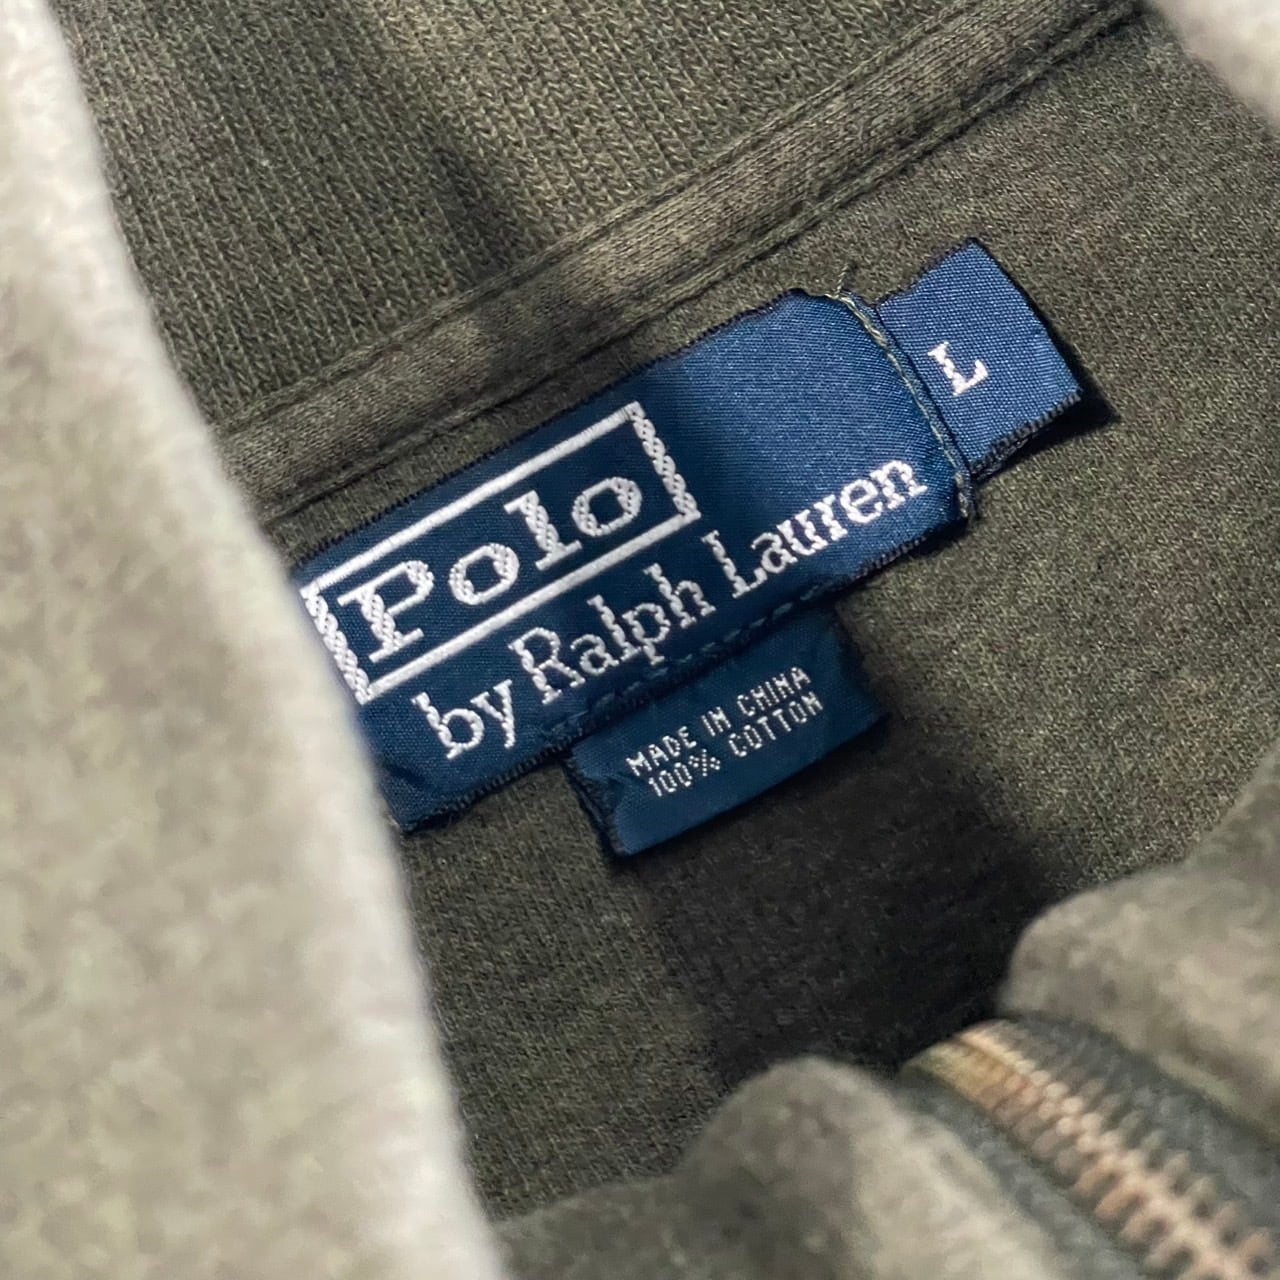 Polo
by Ralph Lauren
L
MADE IN CHINA
100% COTTON